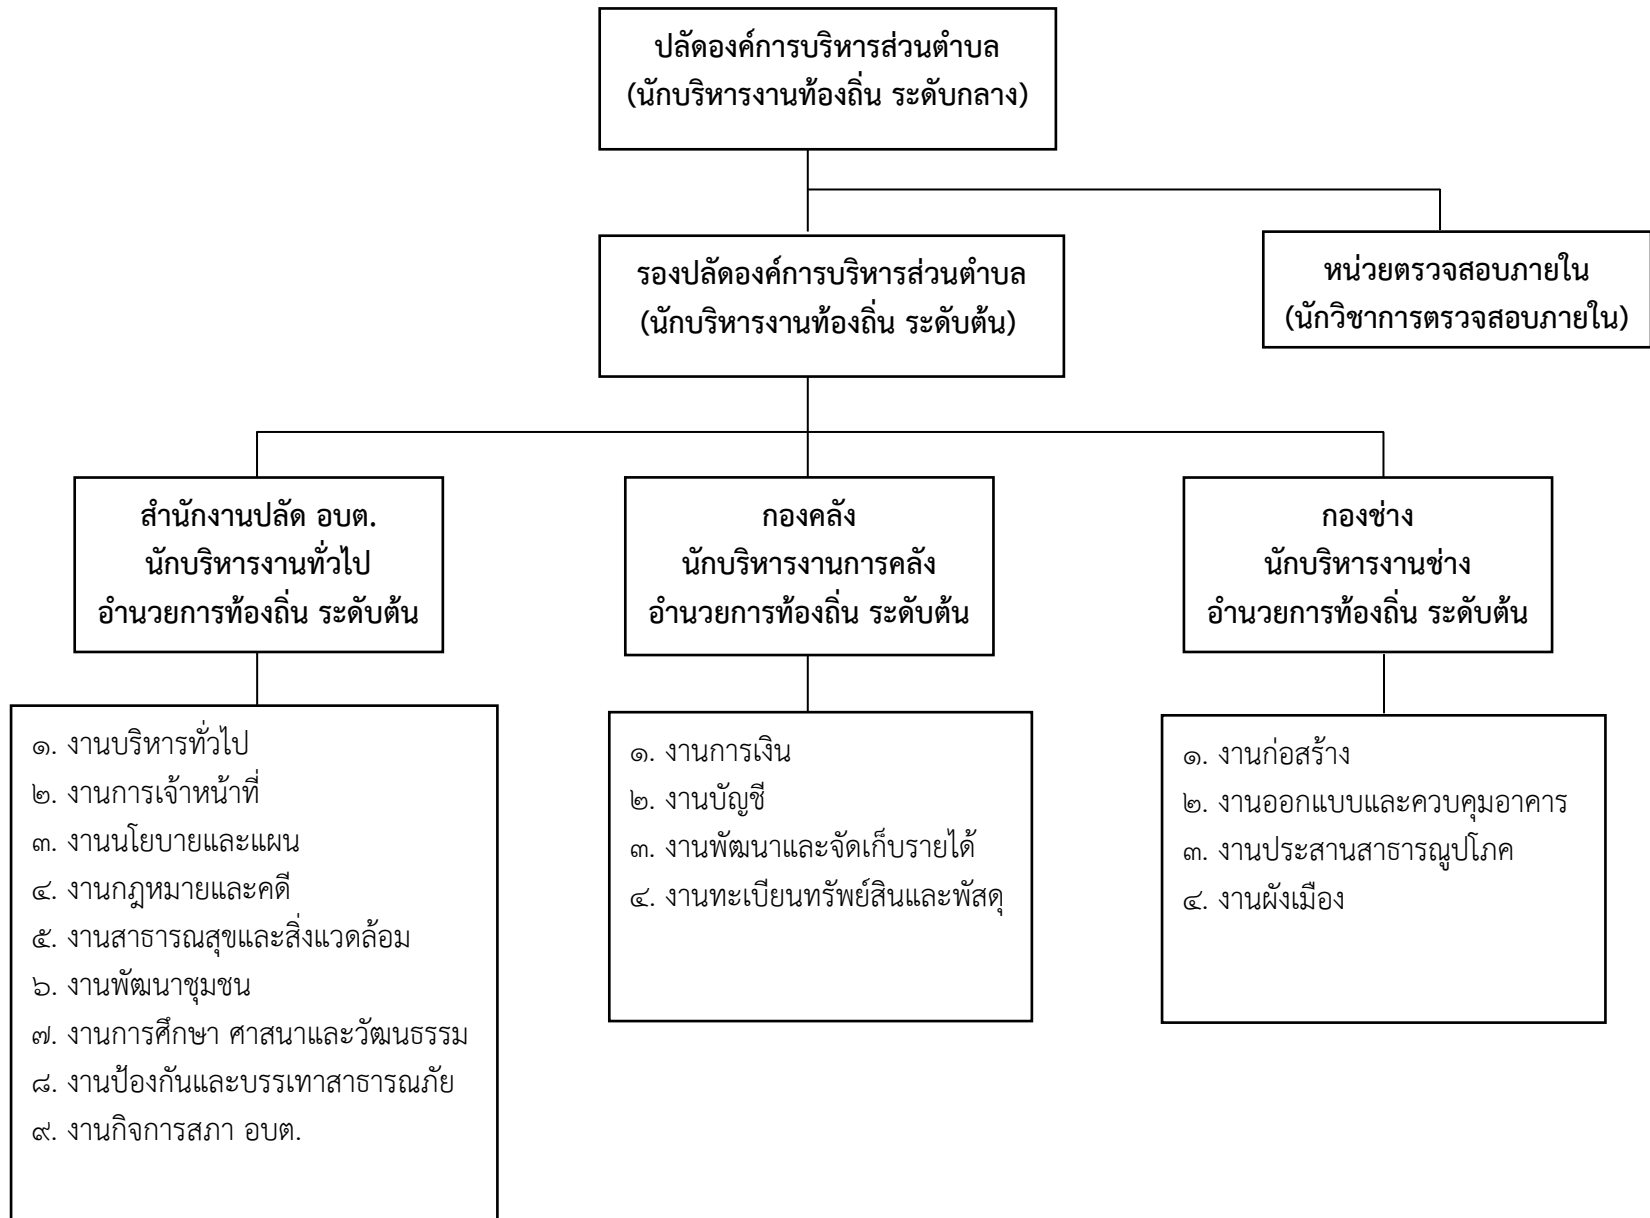 ปลัดองค์การบริหารส่วนตำบล
(นักบริหารงานท้องถิ่น ระดับกลาง)
รองปลัดองค์การบริหารส่วนตำบล
(นักบริหารงานท้องถิ่น ระดับต้น)
หน่วยตรวจสอบภายใน
(นักวิชาการตรวจสอบภายใน)
สำนักงานปลัด อบต.
นักบริหารงานทั่วไป
อำนวยการท้องถิ่น ระดับต้น
กองคลัง
นักบริหารงานการคลัง
อำนวยการท้องถิ่น ระดับต้น
กองช่าง
นักบริหารงานช่าง
อำนวยการท้องถิ่น ระดับต้น
๑. งานบริหารทั่วไป
๒. งานการเจ้าหน้าที่
๓. งานนโยบายและแผน
๔. งานกฎหมายและคดี
๕. งานสาธารณสุขและสิ่งแวดล้อม
๖. งานพัฒนาชุมชน
๗. งานการศึกษา ศาสนาและวัฒนธรรม
๘. งานป้องกันและบรรเทาสาธารณภัย
๙. งานกิจการสภา อบต.
๑. งานการเงิน
๒. งานบัญชี
๓. งานพัฒนาและจัดเก็บรายได้
๔. งานทะเบียนทรัพย์สินและพัสดุ
๑. งานก่อสร้าง
๒. งานออกแบบและควบคุมอาคาร
๓. งานประสานสาธารณูปโภค
๔. งานผังเมือง